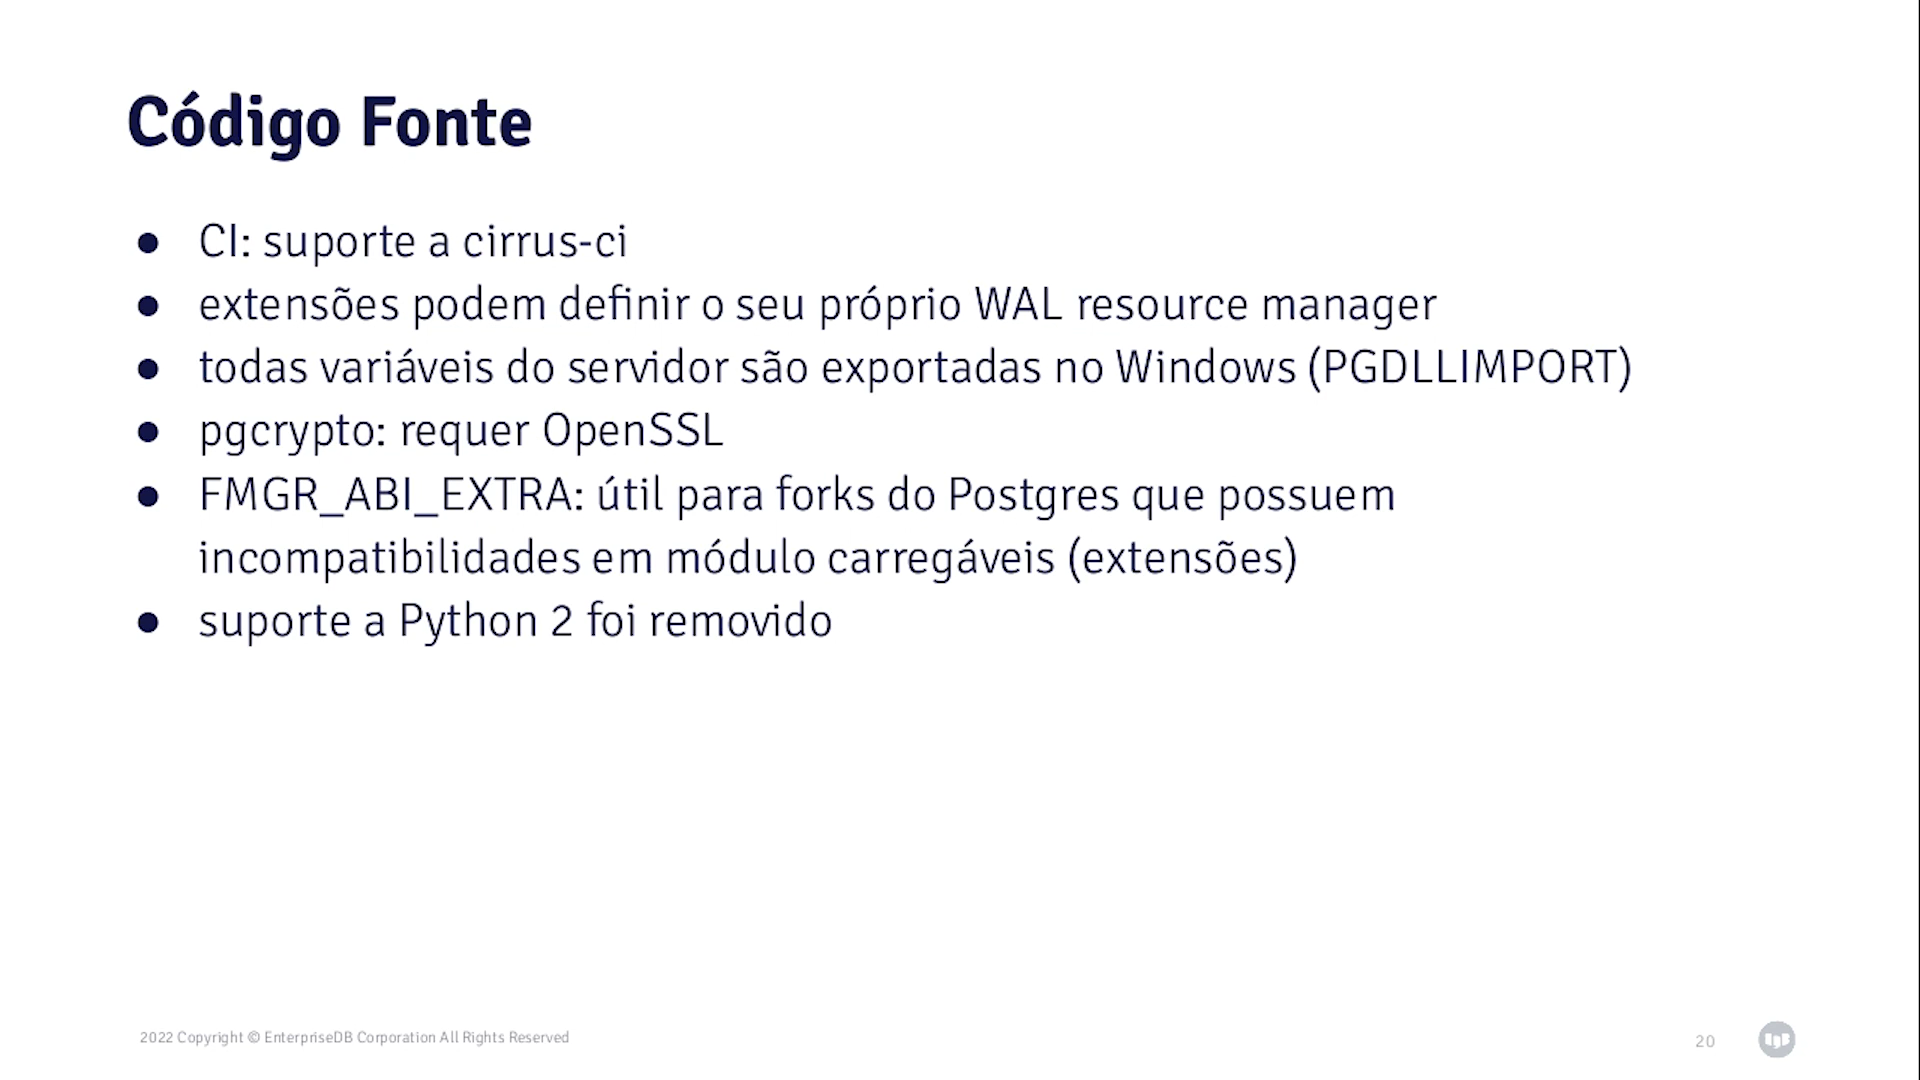 Código Fonte
● CI: suporte a cirrus-ci
● extensões podem definir o seu próprio WAL resource manager
● todas variáveis do servidor são exportadas no Windows (PGDLLIMPORT)
● pgcrypto: requer OpenSSL
● FMGR_ABI_EXTRA: útil para forks do Postgres que possuem
incompatibilidades em módulo carregáveis (extensões)
● suporte a Python 2 foi removido
2022 Copyright © EnterpriseDB Corporation All Rights Reserved
20